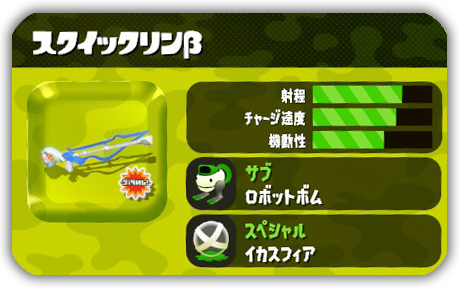 スクイックリンβ
射程
チャージ速度
機動性
サブ
ロボットボム
スペシャル
イカスフィア